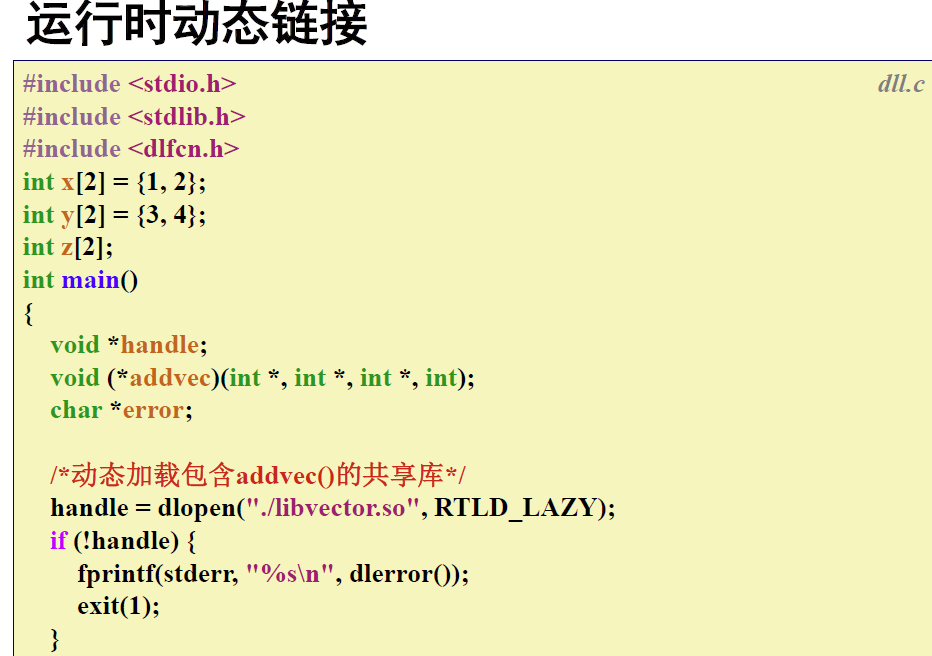 运行时动态链接
dll.c
#include <stdio.h>
#include <stdlib.h>
#include <dlfcn.h>
int x[2] = {1, 2};
int y[2] = {3, 4};
int z[2];
int main()
{
    void *handle;
    void (*addvec)(int *, int *, int *, int);
    char *error;

    /*动态加载包含addvec()的共享库*/
    handle = dlopen("./libvector.so", RTLD_LAZY);
    if (!handle) {
        fprintf(stderr, "%s\n", dlerror());
        exit(1);
    }